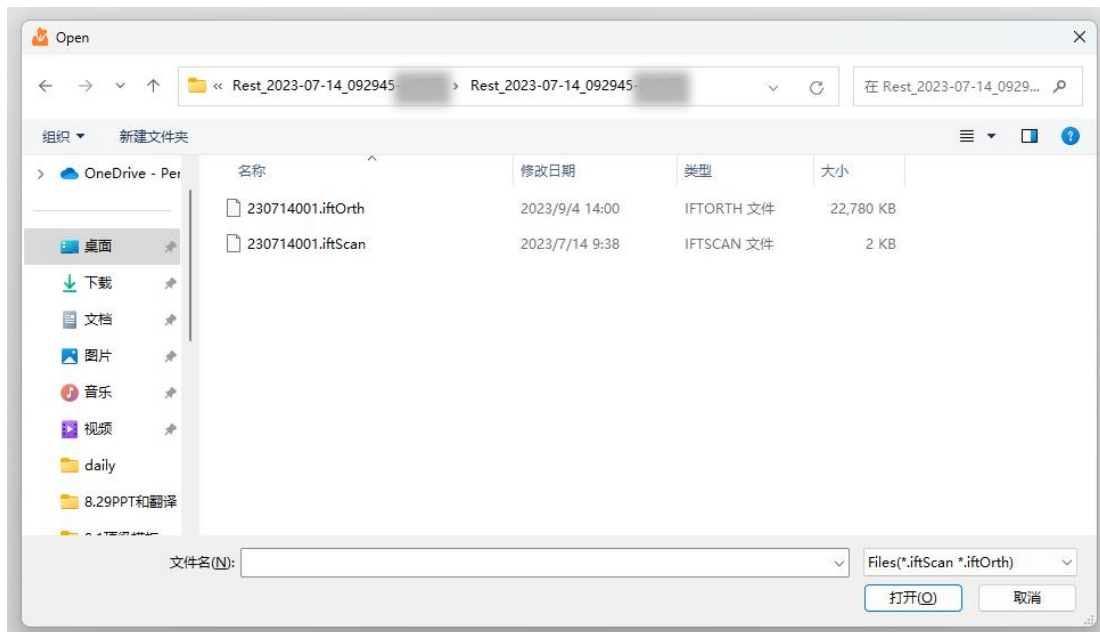 Open
« Rest_2023-07-14_092945- › Rest_2023-07-14_092945-
在 Rest_2023-07-14_0929...
组织 新建文件夹
OneDrive - Per
桌面
下载
文档
图片
音乐
视频
daily
8.29PPT和翻译
名称 修改日期 类型 大小
230714001.iftOrth 2023/9/4 14:00 IFTORTH 文件 22,780 KB
230714001.iftScan 2023/7/14 9:38 IFTSCAN 文件 2 KB
文件名(N):
Files(*.iftScan *.iftOrth)
打开(O) 取消